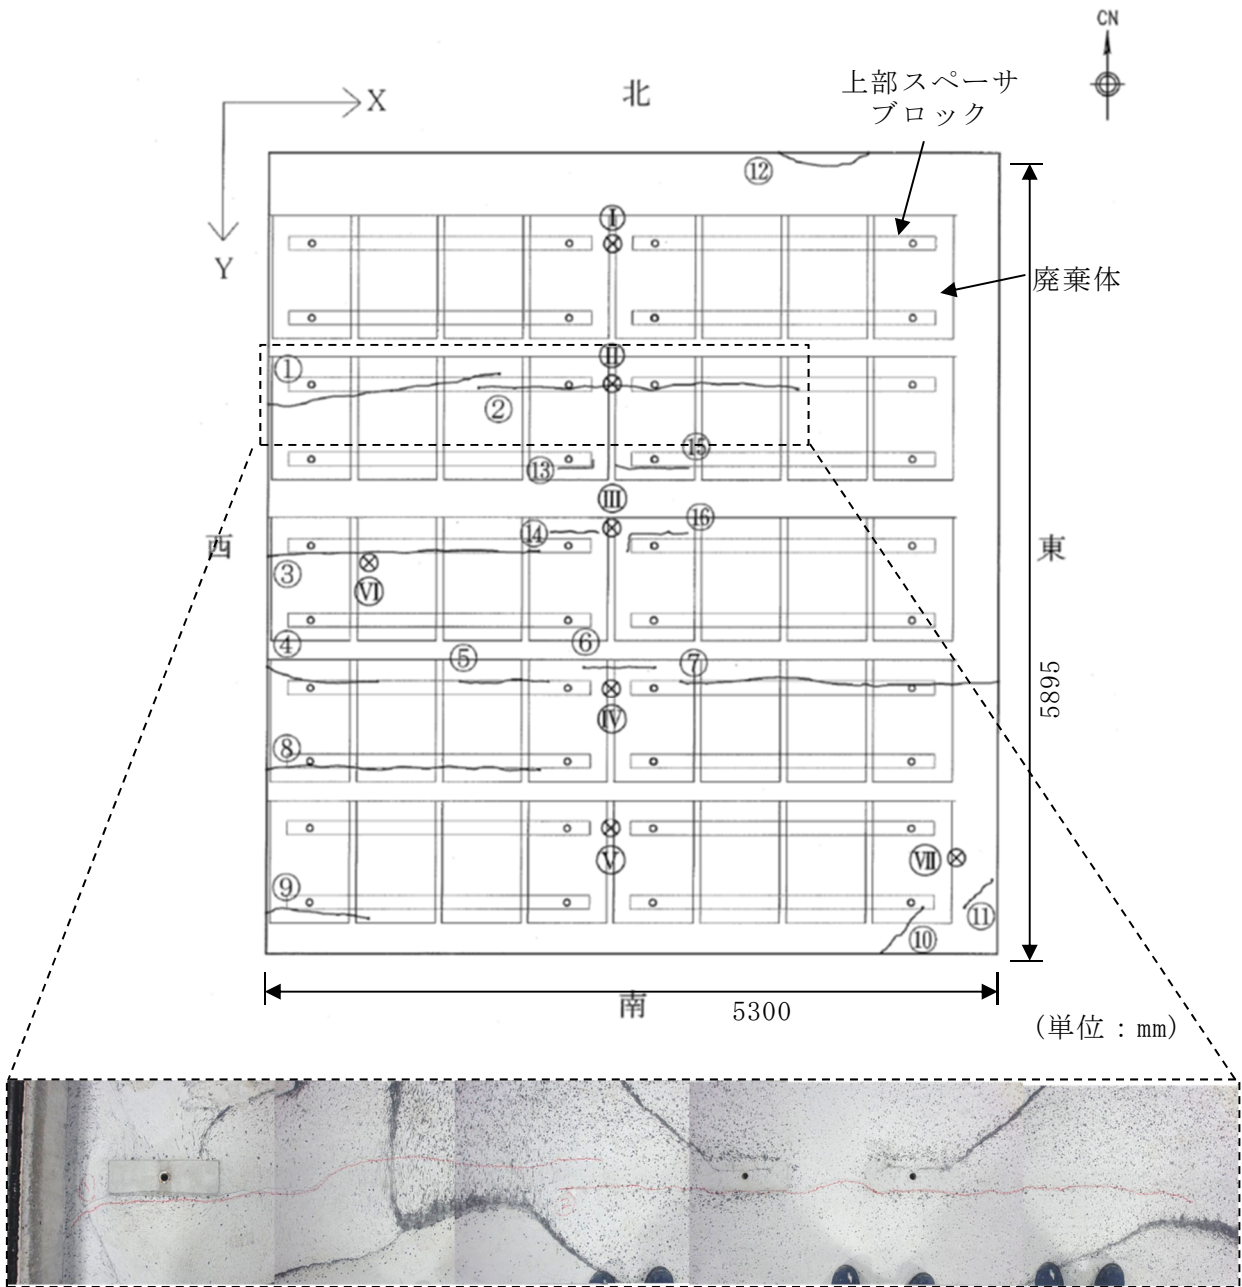 CN
北
X
上部スペーサ
ブロック
⑫
Y
Ⅰ
廃棄体
①
Ⅱ
②
⑬
⑮
Ⅲ
⑭
⑯
西
東
③
Ⅵ
④
⑤
⑥
⑦
5895
Ⅳ
⑧
Ⅴ
Ⅶ
⑨
⑩
⑪
南
5300
(単位：mm)